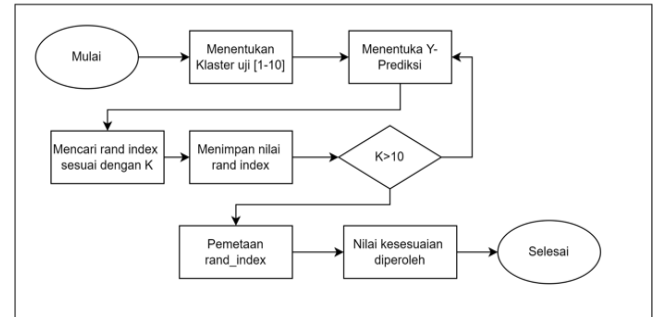 Mulai
Menentukan
Klaster uji [1-10]
Menentuka Y-
Prediksi
Mencari rand index
sesuai dengan K
Menimpan nilai
rand index
K>10
Pemetaan
rand_index
Nilai kesesuaian
diperoleh
Selesai